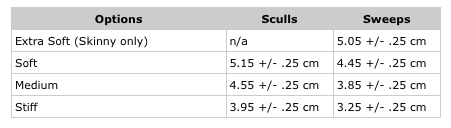 Options Sculls Sweeps
Extra Soft (Skinny only) n/a 5.05 +/- .25 cm
Soft 5.15 +/- .25 cm 4.45 +/- .25 cm
Medium 4.55 +/- .25 cm 3.85 +/- .25 cm
Stiff 3.95 +/- .25 cm 3.25 +/- .25 cm